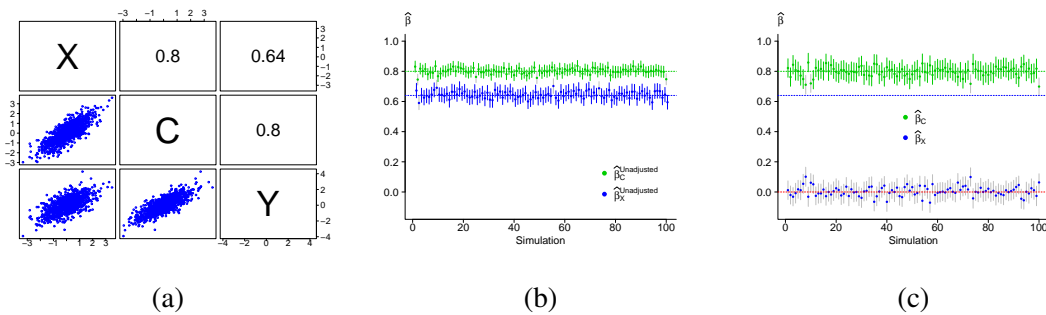 −3 −1 1 2 3
X
0.8
0.64
3
2
1
0
−1
−2
−3
3
2
1
0
−1
−2
−3
C
0.8
Y
4
2
0
−2
−4
−3 −1 0 1 2 3
−4 −2 0 2 4
(a)
β̂
1.0
0.8
0.6
0.4
0.2
0.0
β̂C Unadjusted
β̂X Unadjusted
0 20 40 60 80 100
Simulation
(b)
β̂
1.0
0.8
0.6
0.4
0.2
0.0
β̂C
β̂X
0 20 40 60 80 100
Simulation
(c)